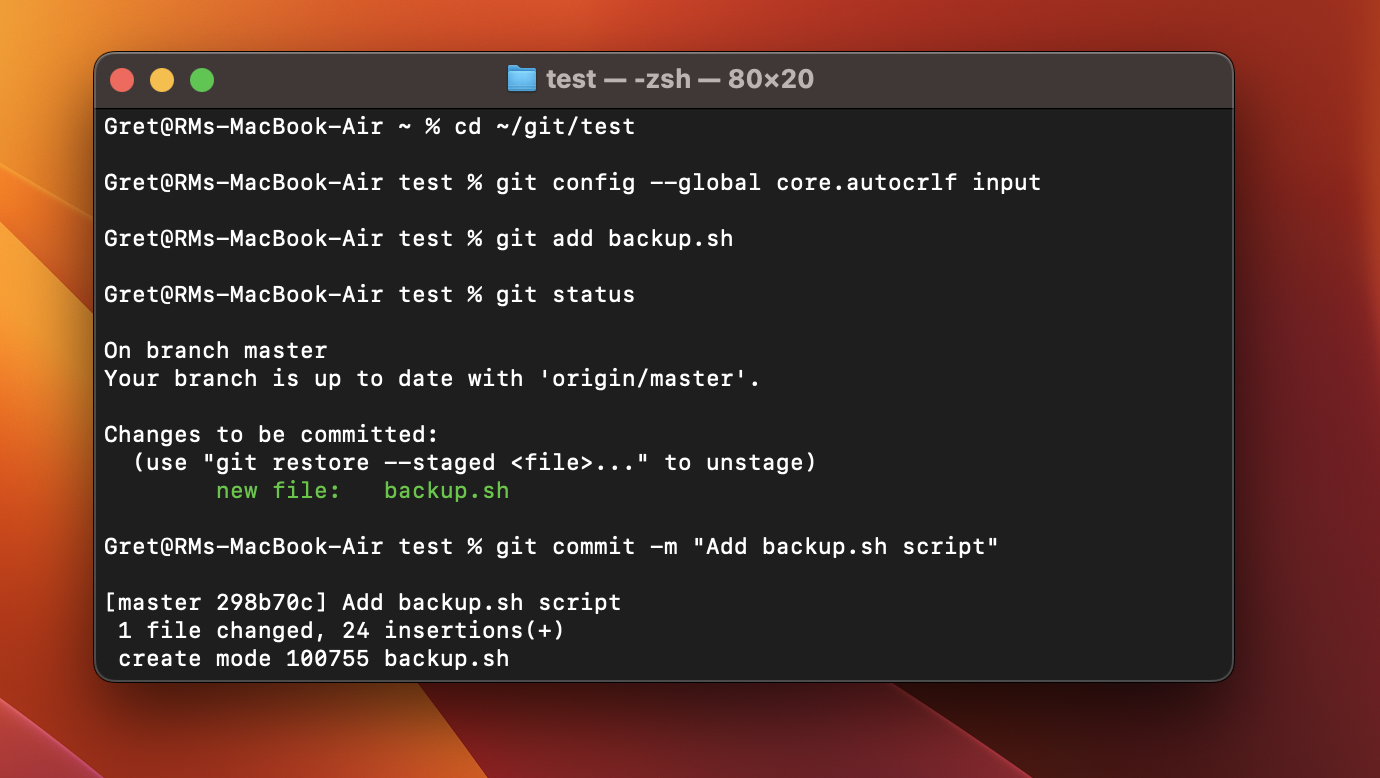 test — -zsh — 80×20
Gret@RMs-MacBook-Air ~ % cd ~/git/test
Gret@RMs-MacBook-Air test % git config --global core.autocrlf input
Gret@RMs-MacBook-Air test % git add backup.sh
Gret@RMs-MacBook-Air test % git status
On branch master
Your branch is up to date with 'origin/master'.
Changes to be committed:
  (use "git restore --staged <file>..." to unstage)
        new file:   backup.sh
Gret@RMs-MacBook-Air test % git commit -m "Add backup.sh script"
[master 298b70c] Add backup.sh script
 1 file changed, 24 insertions(+)
 create mode 100755 backup.sh